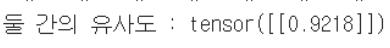 둘 간의 유사도 : tensor([[0.9218]])